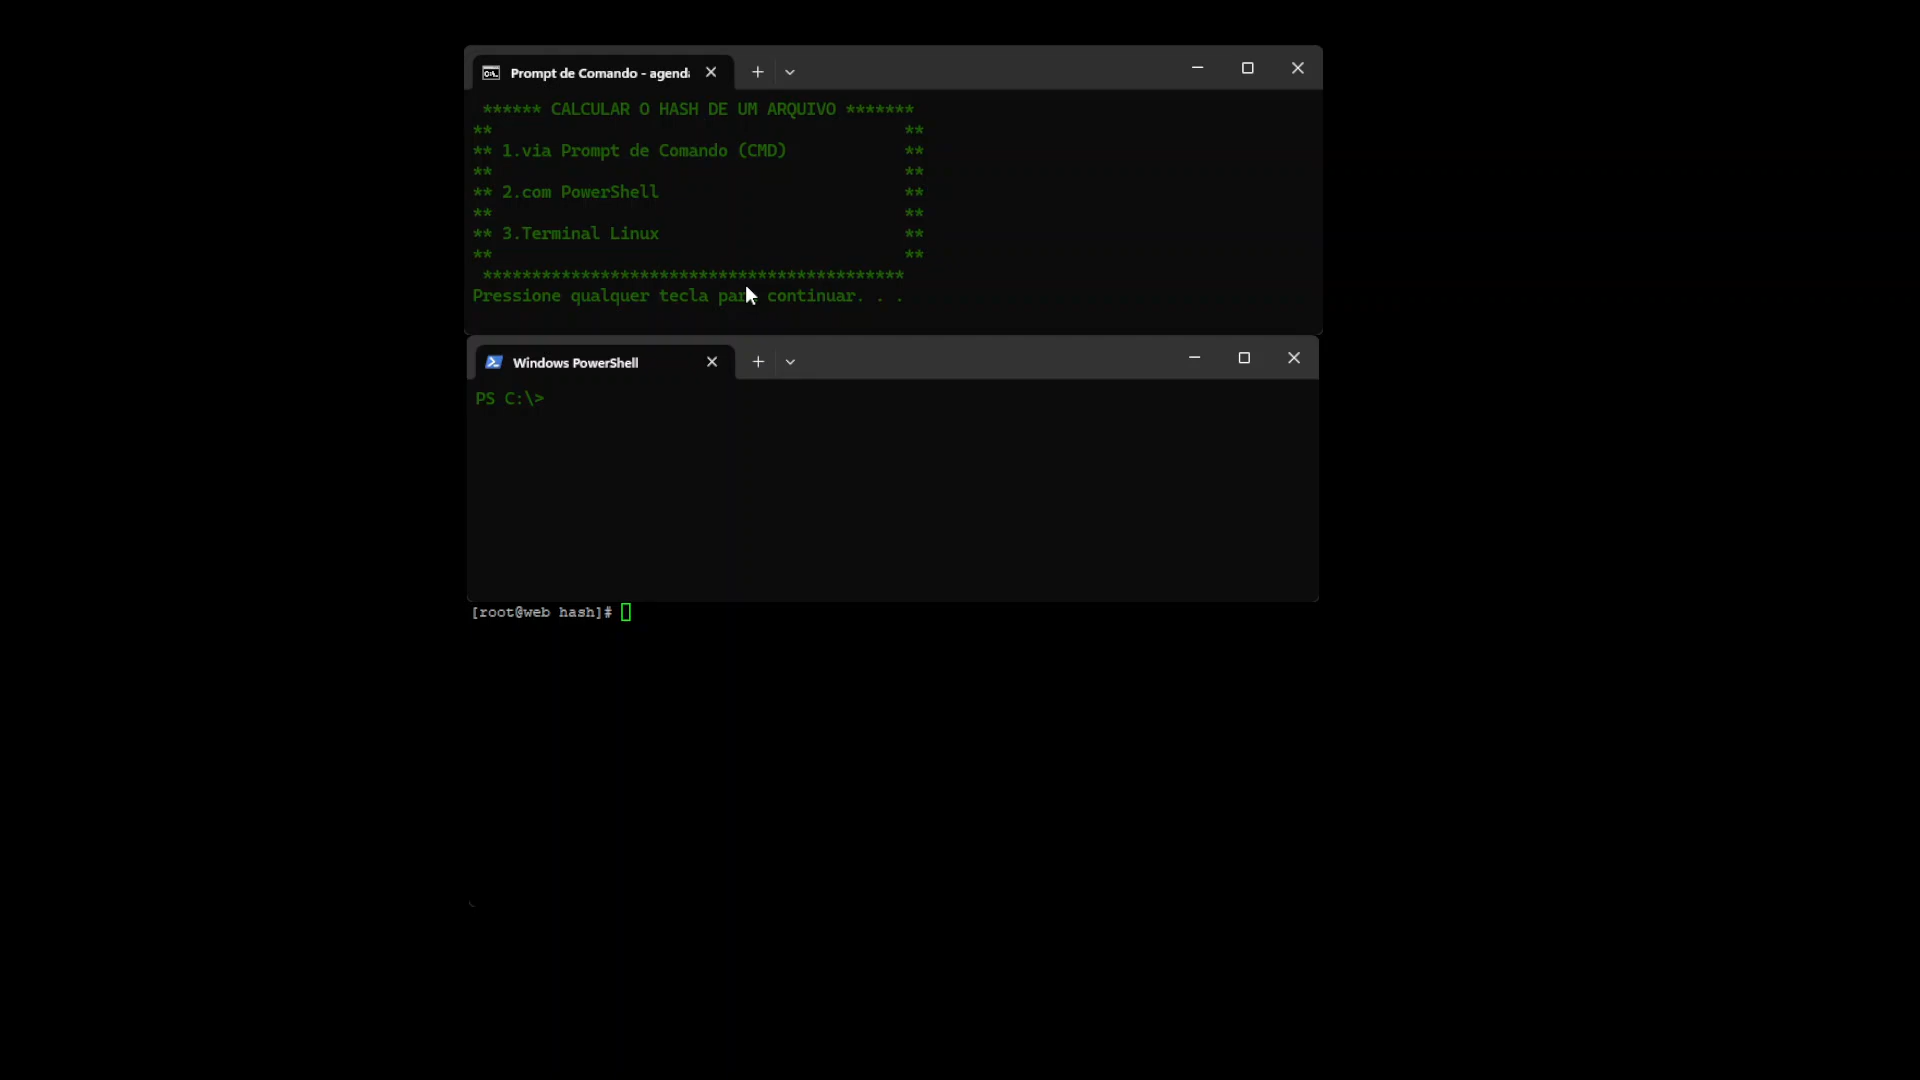 Prompt de Comando - agend
****** CALCULAR O HASH DE UM ARQUIVO *******
** **
** 1.via Prompt de Comando (CMD) **
** **
** 2.com PowerShell **
** **
** 3.Terminal Linux **
** **
*******************************************
Pressione qualquer tecla para continuar. . .
Windows PowerShell
PS C:\>
[root@web hash]#